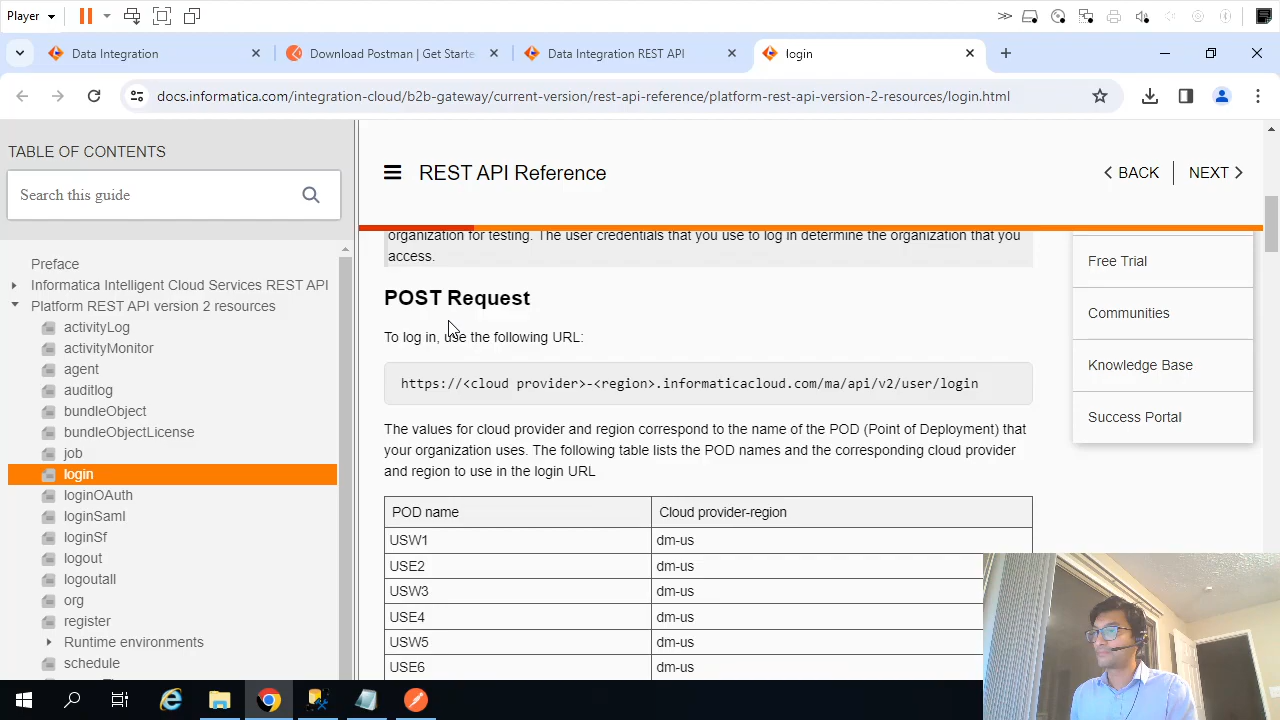 Player
Data Integration
Download Postman | Get Starte
Data Integration REST API
login
docs.informatica.com/integration-cloud/b2b-gateway/current-version/rest-api-reference/platform-rest-api-version-2-resources/login.html
TABLE OF CONTENTS
Search this guide
Preface
Informatica Intelligent Cloud Services REST API
Platform REST API version 2 resources
activityLog
activityMonitor
agent
auditlog
bundleObject
bundleObjectLicense
job
login
loginOAuth
loginSaml
loginSf
logout
logoutall
org
register
Runtime environments
schedule
REST API Reference
BACK
NEXT
organization for testing. The user credentials that you use to log in determine the organization that you
access.
POST Request
To log in, use the following URL:
https://<cloud provider>-<region>.informaticacloud.com/ma/api/v2/user/login
The values for cloud provider and region correspond to the name of the POD (Point of Deployment) that
your organization uses. The following table lists the POD names and the corresponding cloud provider
and region to use in the login URL
POD name Cloud provider-region
USW1 dm-us
USE2 dm-us
USW3 dm-us
USE4 dm-us
USW5 dm-us
USE6 dm-us
Free Trial
Communities
Knowledge Base
Success Portal